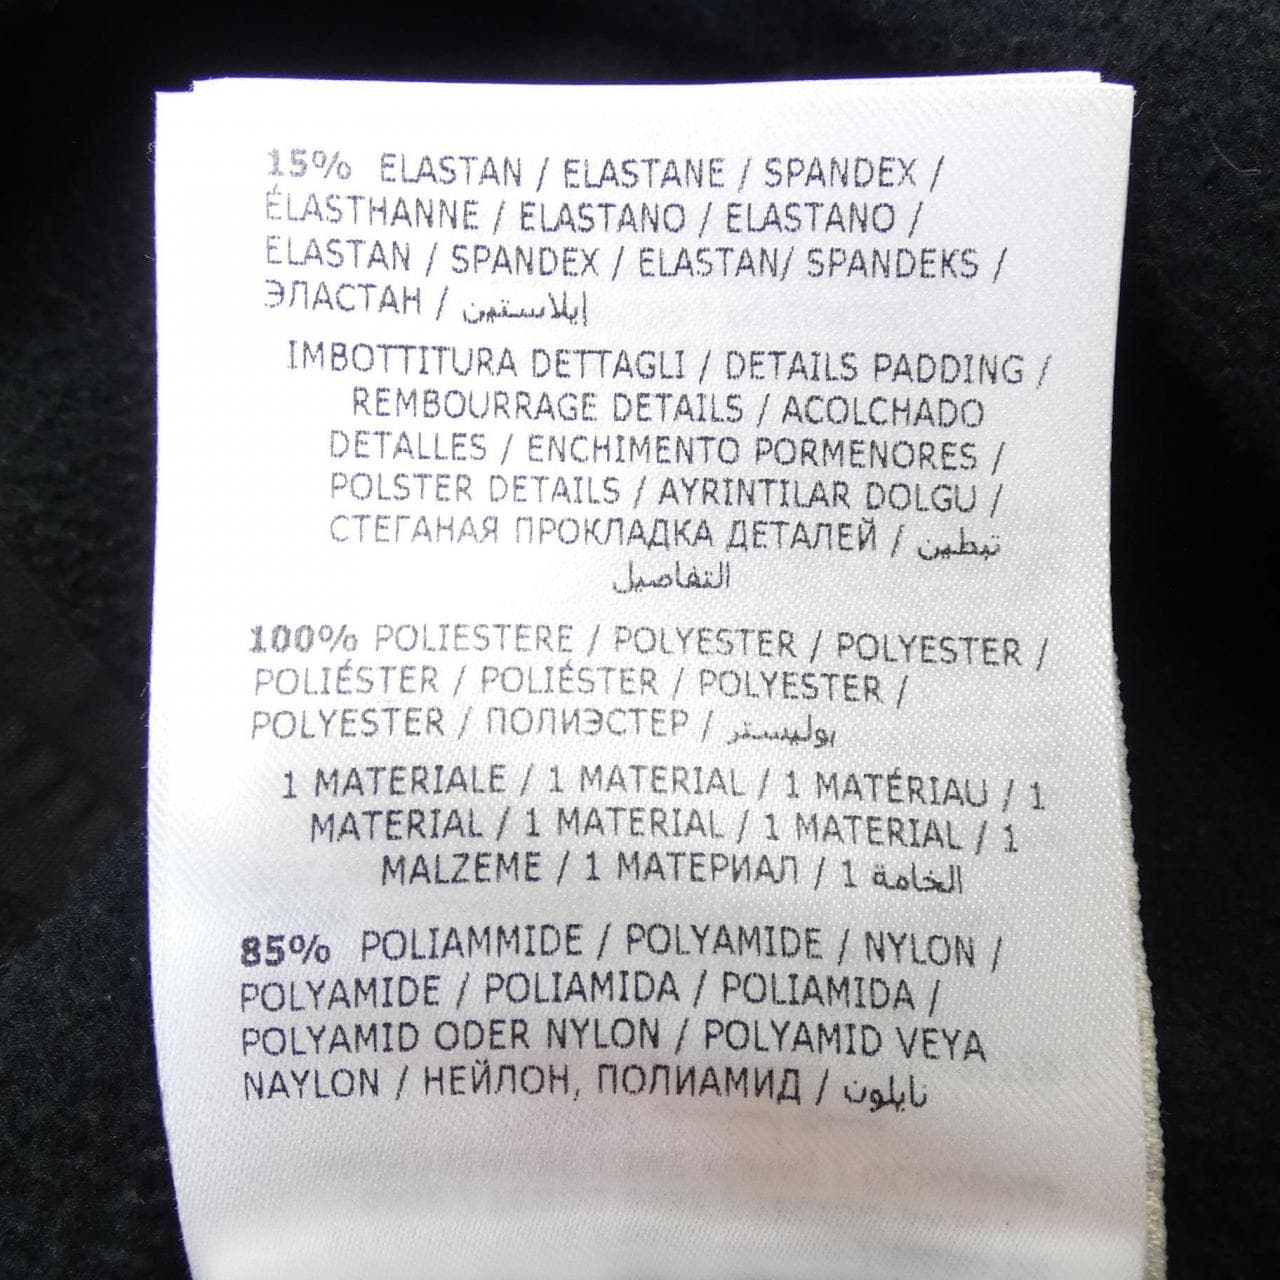 15% ELASTAN / ELASTANE / SPANDEX /
ÉLASTHANNE / ELASTANO / ELASTANO /
ELASTAN / SPANDEX / ELASTAN/ SPANDEKS /
ЭЛАСТАН / إيلاستين
IMBOTTITURA DETTAGLI / DETAILS PADDING /
REMBOURRAGE DETAILS / ACOLCHADO
DETALLES / ENCHIMENTO PORMENORES /
POLSTER DETAILS / AYRINTILAR DOLGU /
СТЕГАНАЯ ПРОКЛАДКА ДЕТАЛЕЙ / تبطين
التفاصيل
100% POLIESTERE / POLYESTER / POLYESTER /
POLIÉSTER / POLIÉSTER / POLYESTER /
POLYESTER / ПОЛИЭСТЕР / بوليستر
1 MATERIALE / 1 MATERIAL / 1 MATÉRIAU / 1
MATERIAL / 1 MATERIAL / 1 MATERIAL / 1
MALZEME / 1 МАТЕРИАЛ / 1 الخامة
85% POLIAMMIDE / POLYAMIDE / NYLON /
POLYAMIDE / POLIAMIDA / POLIAMIDA /
POLYAMID ODER NYLON / POLYAMID VEYA
NAYLON / НЕЙЛОН, ПОЛИАМИД / نايلون